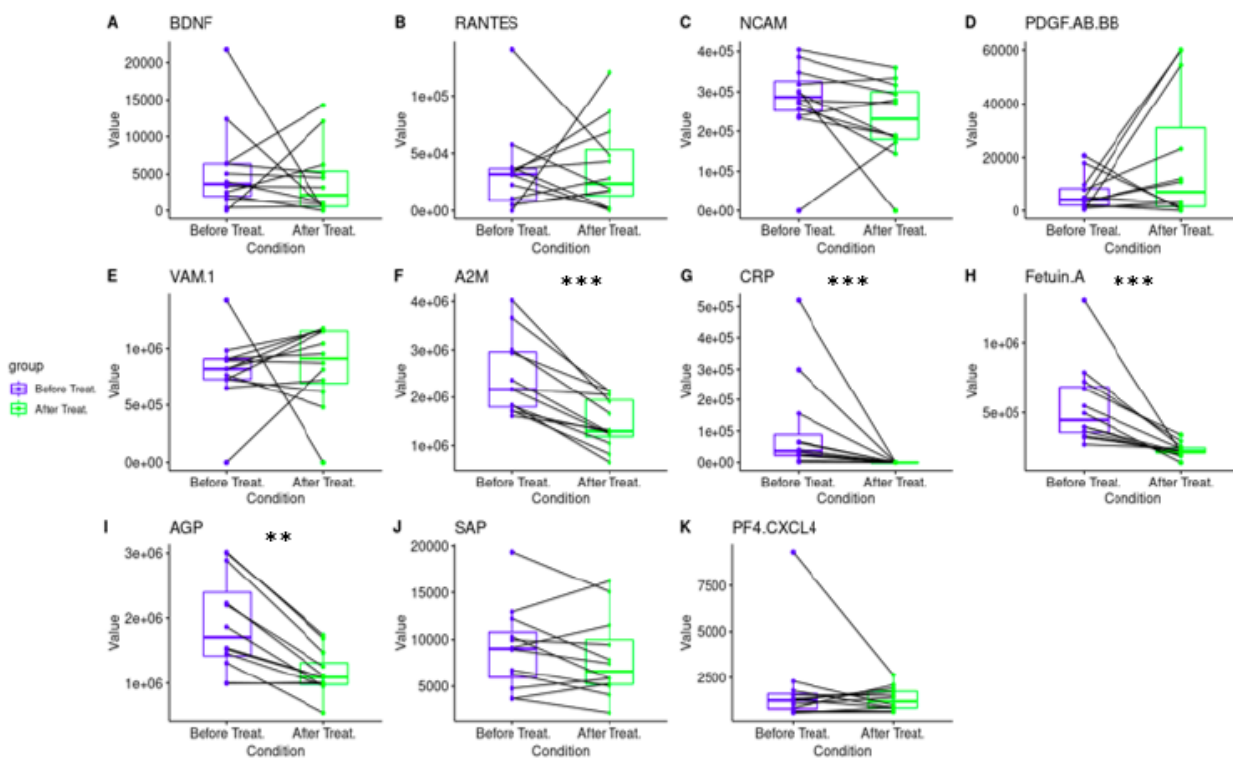 A BDNF
20000
15000
10000
5000
0
Value
Before Treat. After Treat.
Condition
B RANTES
1e+05
5e+04
0e+00
Value
Before Treat. After Treat.
Condition
C NCAM
4e+05
3e+05
2e+05
1e+05
0e+00
Value
Before Treat. After Treat.
Condition
D PDGF.AB.BB
60000
40000
20000
0
Value
Before Treat. After Treat.
Condition
E VAM.1
1e+06
5e+05
0e+00
Value
Before Treat. After Treat.
Condition
F A2M ***
4e+06
3e+06
2e+06
1e+06
Value
Before Treat. After Treat.
Condition
G CRP ***
5e+05
4e+05
3e+05
2e+05
1e+05
0e+00
Value
Before Treat. After Treat.
Condition
H Fetuin.A ***
1e+06
5e+05
Value
Before Treat. After Treat.
Condition
group
Before Treat.
After Treat.
I AGP **
3e+06
2e+06
1e+06
Value
Before Treat. After Treat.
Condition
J SAP
20000
15000
10000
5000
Value
Before Treat. After Treat.
Condition
K PF4.CXCL4
7500
5000
2500
Value
Before Treat. After Treat.
Condition